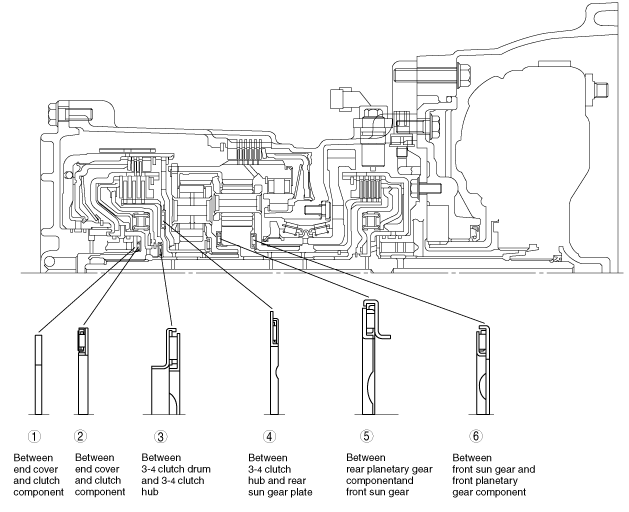 1 2 3 4 5 6
Between
end cover
and clutch
component
Between
end cover
and clutch
component
Between
3-4 clutch drum
and 3-4 clutch
hub
Between
3-4 clutch
hub and rear
sun gear plate
Between
rear planetary gear
componentand
front sun gear
Between
front sun gear and
front planetary
gear component